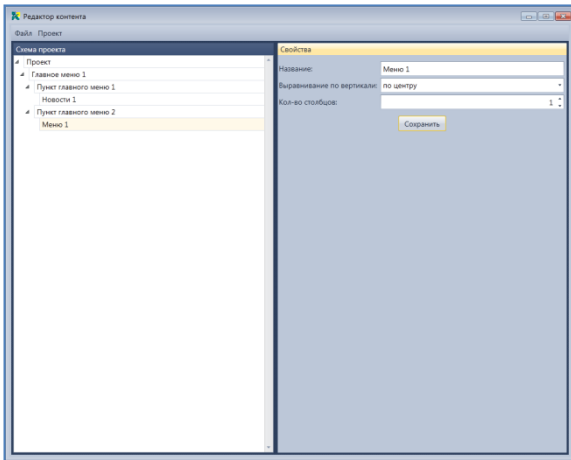 Редактор контента
Файл Проект
Схема проекта
Проект
Главное меню 1
Пункт главного меню 1
Новости 1
Пункт главного меню 2
Меню 1
Свойства
Название: Меню 1
Выравнивание по вертикали: по центру
Кол-во столбцов: 1
Сохранить